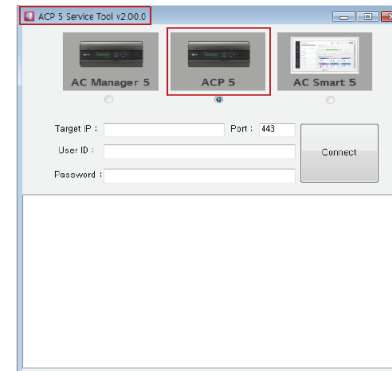 ACP 5 Service Tool v2.00.0
AC Manager 5 ACP 5 AC Smart 5
Target IP : Port : 443
User ID :
Password :
Connect